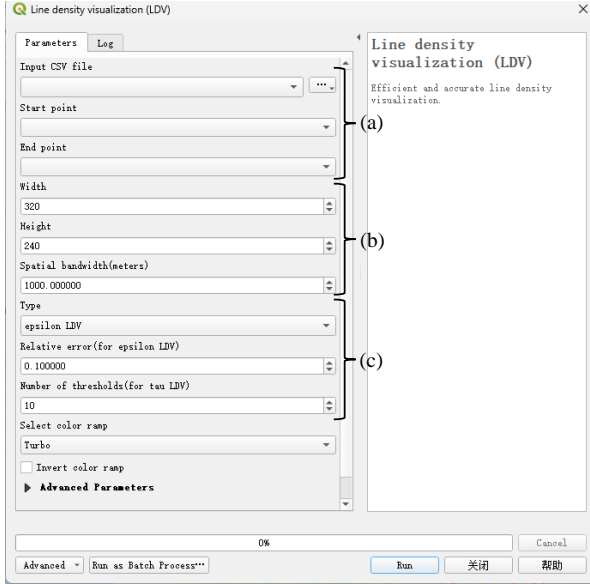 Line density visualization (LDV)
Parameters
Log
Input CSV file
...
Start point
End point
(a)
Width
320
Height
240
Spatial bandwidth(meters)
1000.000000
(b)
Type
epsilon LDV
Relative error(for epsilon LDV)
0.100000
Number of thresholds(for tau LDV)
10
(c)
Select color ramp
Turbo
Invert color ramp
Advanced Parameters
Line density
visualization (LDV)
Efficient and accurate line density
visualization.
0%
Cancel
Advanced
Run as Batch Process…
Run
关闭
帮助